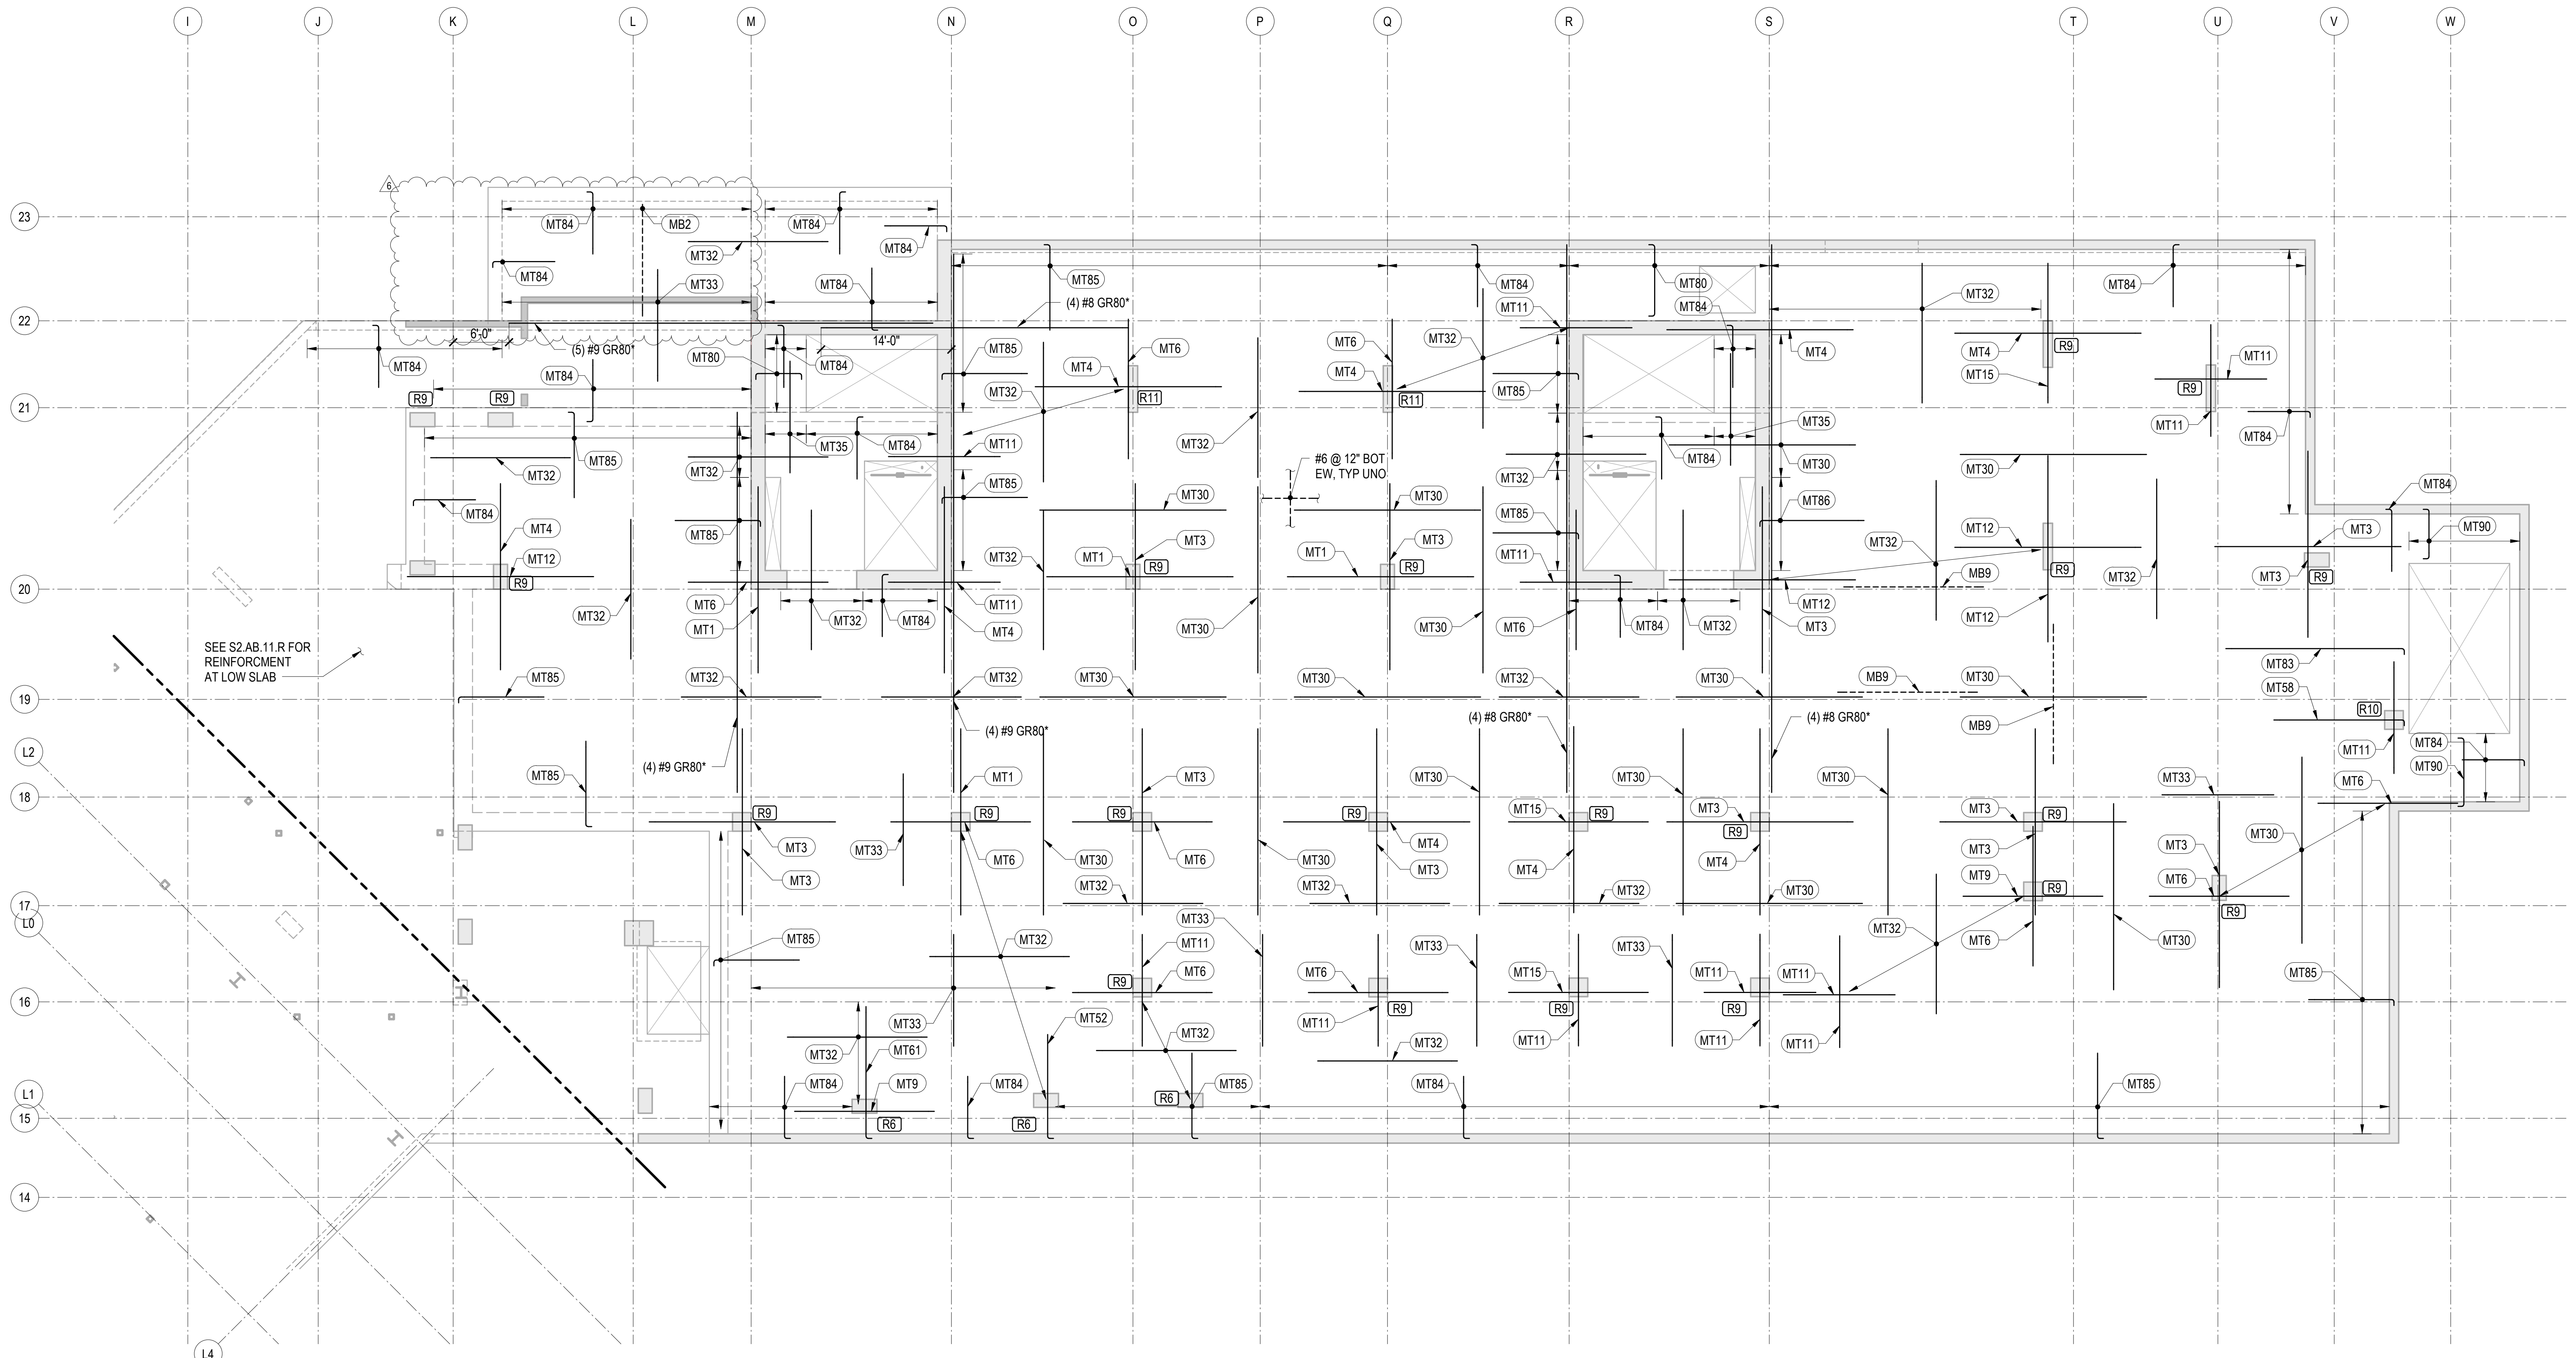 I J K L M N O P Q R S T U V W
6
23
MT84 MB2 MT84
MT84
MT32
MT84
MT33 MT84
MT85
(4) #8 GR80*
MT84
MT11
MT80
MT84
MT32
MT84
22
6'-0"
(5) #9 GR80*
14'-0"
MT84
MT80
MT84
MT85
MT6
MT4
MT32
MT6
MT4
MT32
MT85
MT4
MT4
R9
MT15
MT11
R9
MT84
R9
R9
R11
R11
MT11
MT84
21
MT85
MT32
MT32
MT35
MT84
MT11
MT32
#6 @ 12" BOT
EW, TYP UNO
MT32
MT84
MT35
MT30
MT30
MT84
MT4
MT12
R9
MT85
MT85
MT30
MT30
MT85
MT86
MT84
MT90
MT32
MT1
MT3
R9
MT1
MT3
R9
MT11
MT32
MT12
R9
MT32
MT3
MT3
R9
20
MT32
MT6
MT1
MT32
MT84
MT11
MT4
MT30
MT30
MT6
MT84
MT32
MT12
MT3
MB9
MT12
SEE S2.AB.11.R FOR
REINFORCMENT
AT LOW SLAB
MT85
MT32
MT32
MT30
MT30
MT32
MT30
MB9
MT30
MT83
MT58
19
(4) #9 GR80*
(4) #9 GR80*
(4) #8 GR80*
(4) #8 GR80*
MB9
R10
MT11
MT84
MT90
L2
MT85
MT1
MT3
MT30
MT30
MT30
MT33
MT6
18
R9
MT3
MT3
MT33
R9
MT6
MT30
R9
MT6
MT30
R9
MT4
MT3
MT15
R9
MT4
MT3
R9
MT4
MT3
R9
MT3
MT3
MT30
MT32
MT32
MT32
MT30
MT9
R9
MT6
R9
17
L0
MT85
MT32
MT11
MT33
MT33
MT33
MT32
MT6
MT30
R9
MT6
MT6
MT15
MT11
MT11
MT85
16
MT33
MT52
MT11
R9
R9
MT11
R9
MT11
MT11
MT32
MT61
MT32
MT32
L1
MT84
MT9
MT84
R6
MT85
MT84
MT85
15
R6
R6
14
L4